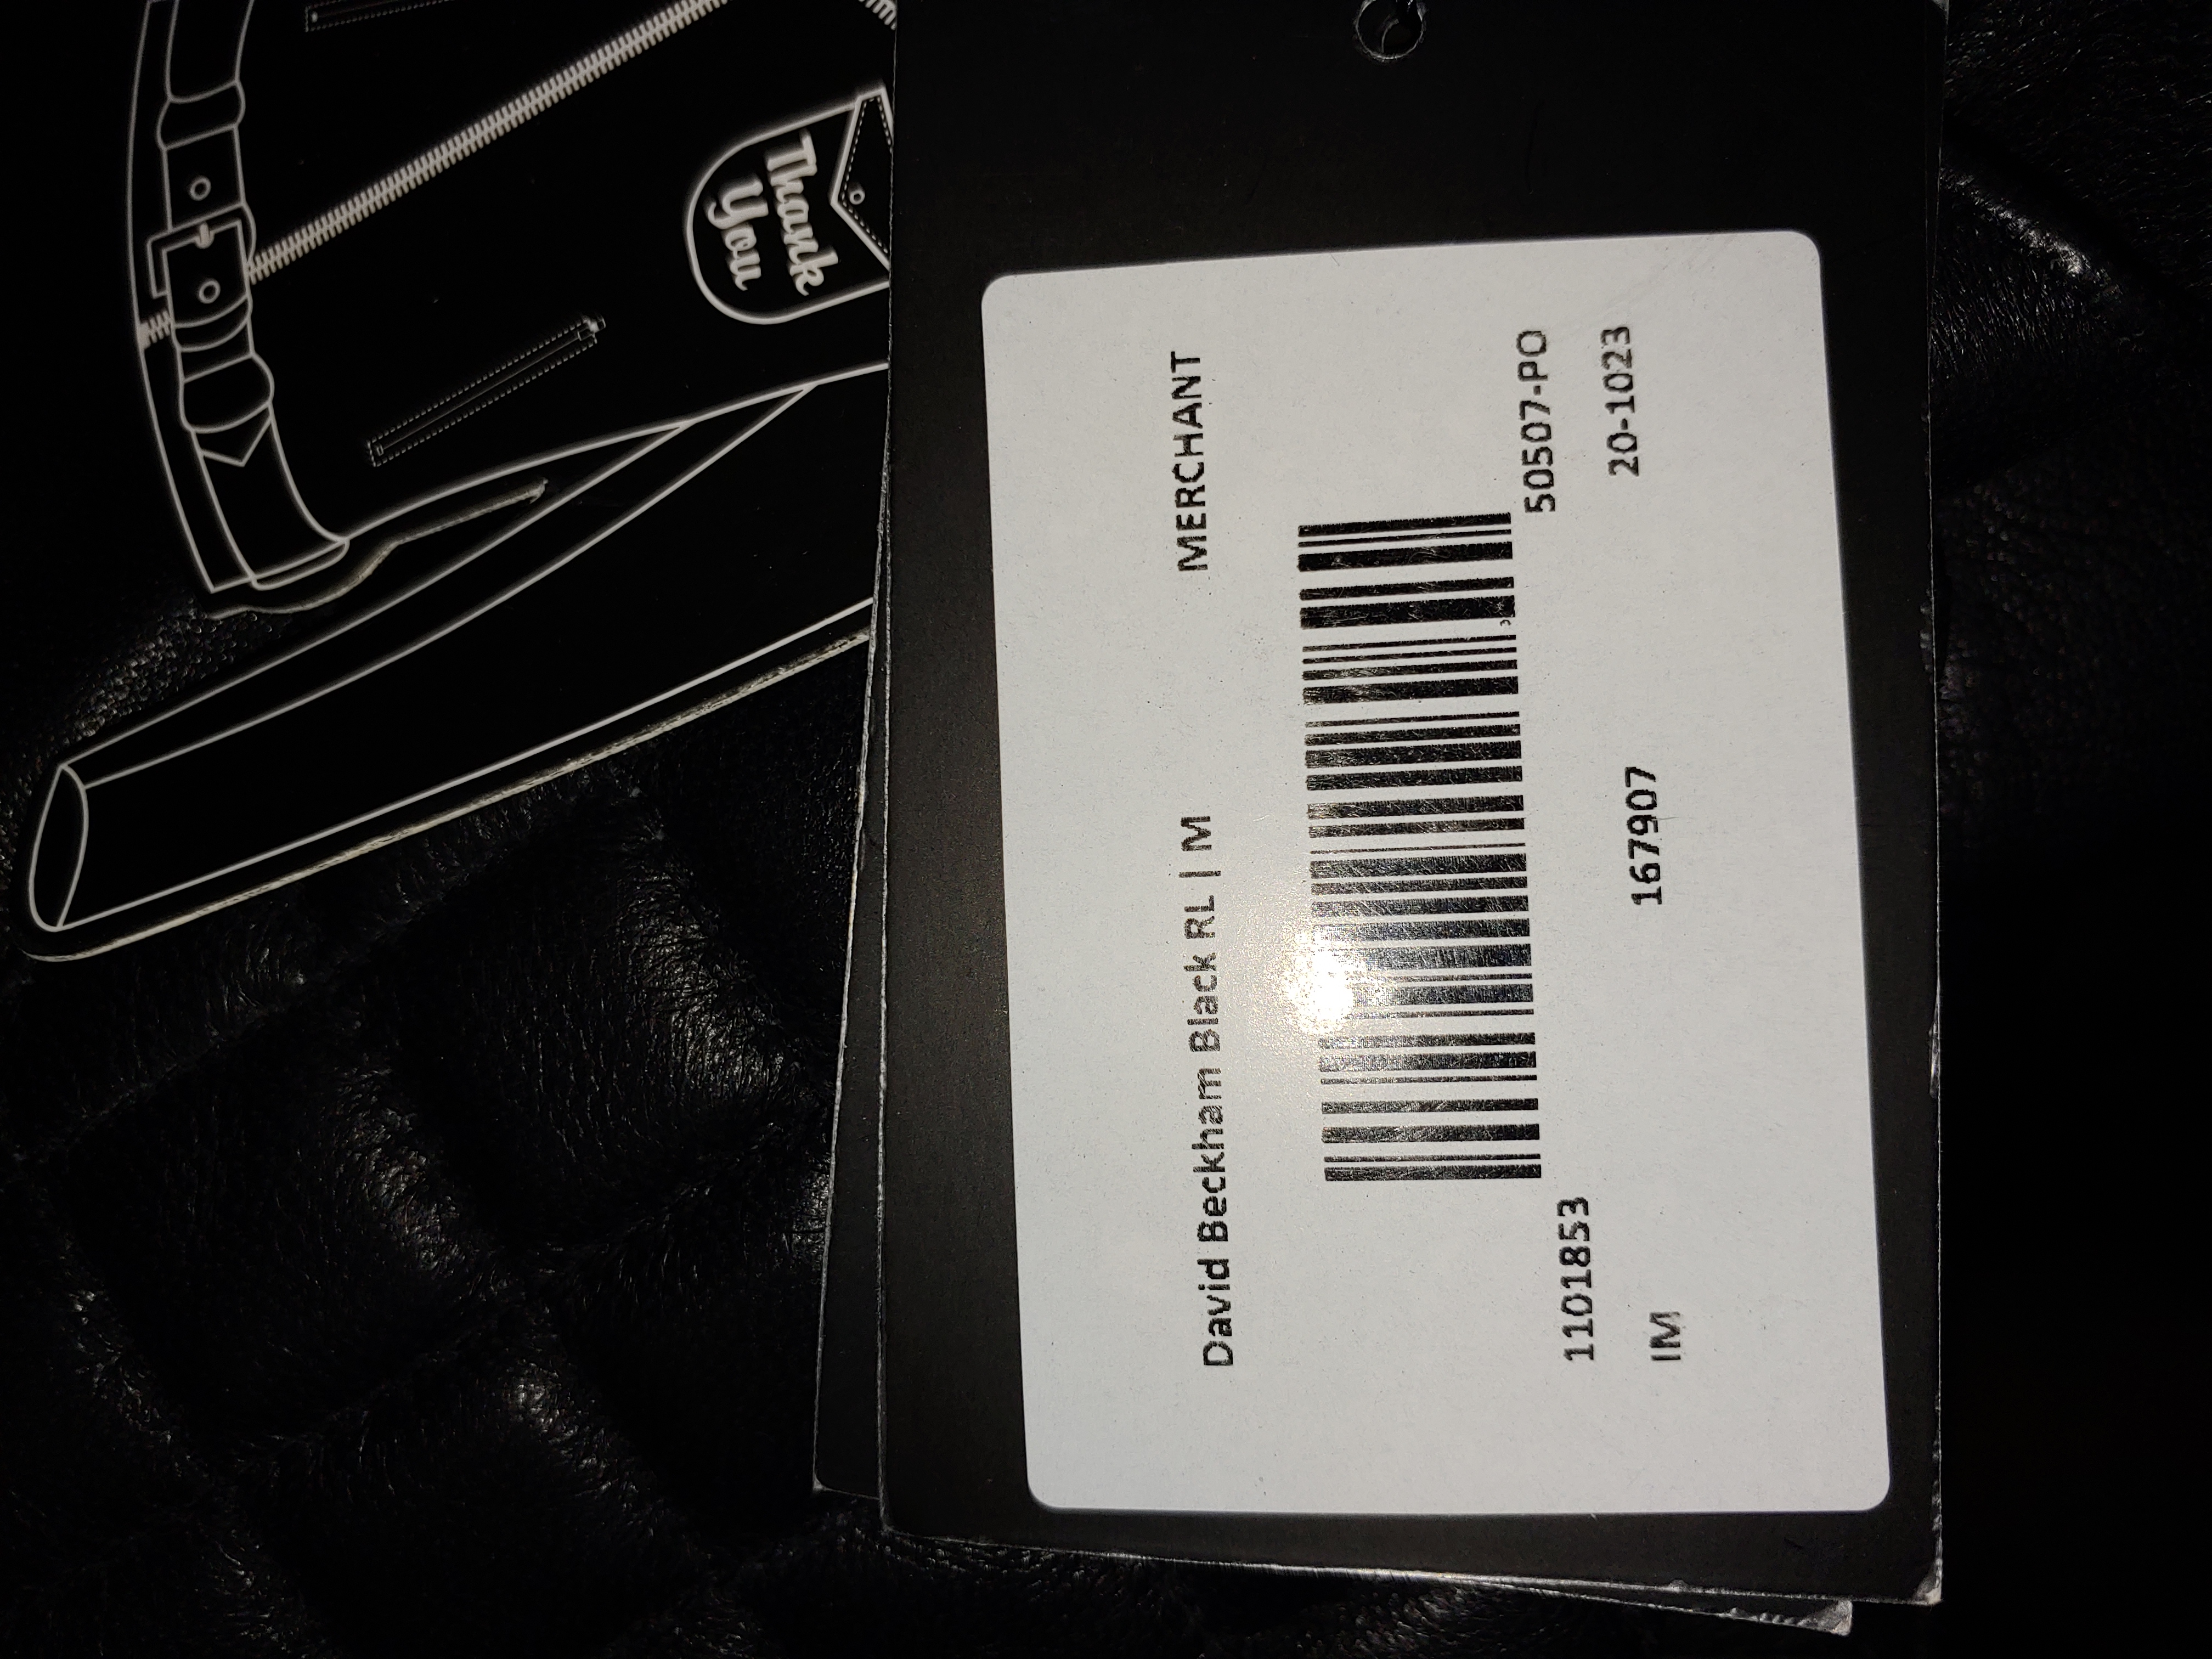 Thank
You
David Beckham Black RL | M MERCHANT
1101853 50507-PO
IM 167907 20-1023